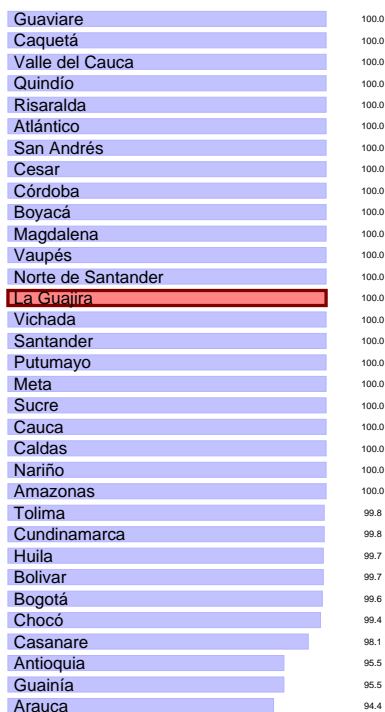 Guaviare 100.0
Caquetá 100.0
Valle del Cauca 100.0
Quindío 100.0
Risaralda 100.0
Atlántico 100.0
San Andrés 100.0
Cesar 100.0
Córdoba 100.0
Boyacá 100.0
Magdalena 100.0
Vaupés 100.0
Norte de Santander 100.0
La Guajira 100.0
Vichada 100.0
Santander 100.0
Putumayo 100.0
Meta 100.0
Sucre 100.0
Cauca 100.0
Caldas 100.0
Nariño 100.0
Amazonas 100.0
Tolima 99.8
Cundinamarca 99.8
Huila 99.7
Bolivar 99.7
Bogotá 99.6
Chocó 99.4
Casanare 98.1
Antioquia 95.5
Guainía 95.5
Arauca 94.4